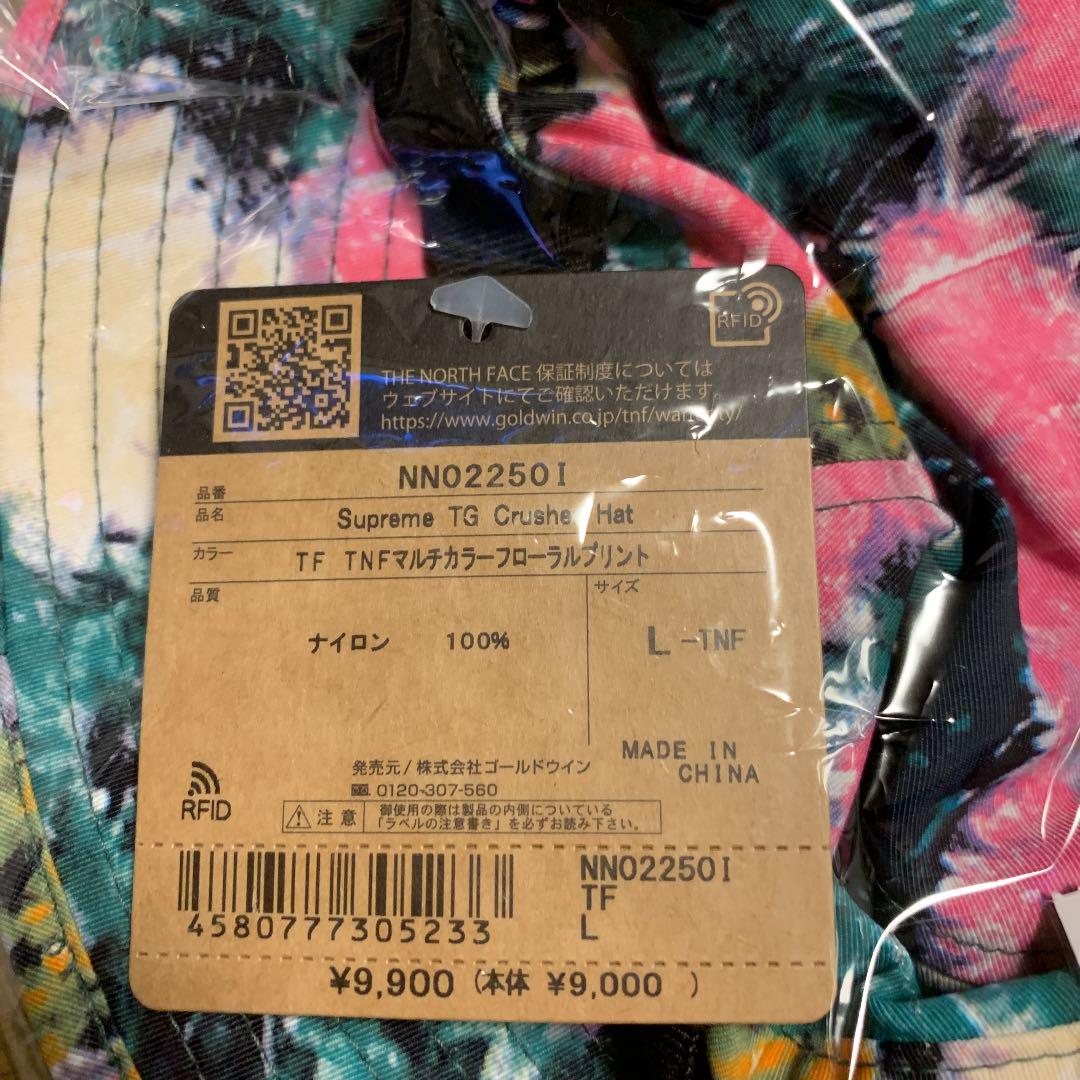 RFID
THE NORTH FACE 保証制度については
ウェブサイトにてご確認いただけます。
https://www.goldwin.co.jp/tnf/warranty/
品番 NN02250I
品名 Supreme TG Crusher Hat
カラー TF TNFマルチカラーフローラルプリント
品質
サイズ
ナイロン 100%
L -TNF
MADE IN
CHINA
発売元/株式会社ゴールドウイン
0120-307-560
RFID
注意
御使用の際は製品の内側についている
「ラベルの注意書き」を必ずお読み下さい。
NN02250I
TF
L
4580777305233
¥9,900 (本体 ¥9,000 )